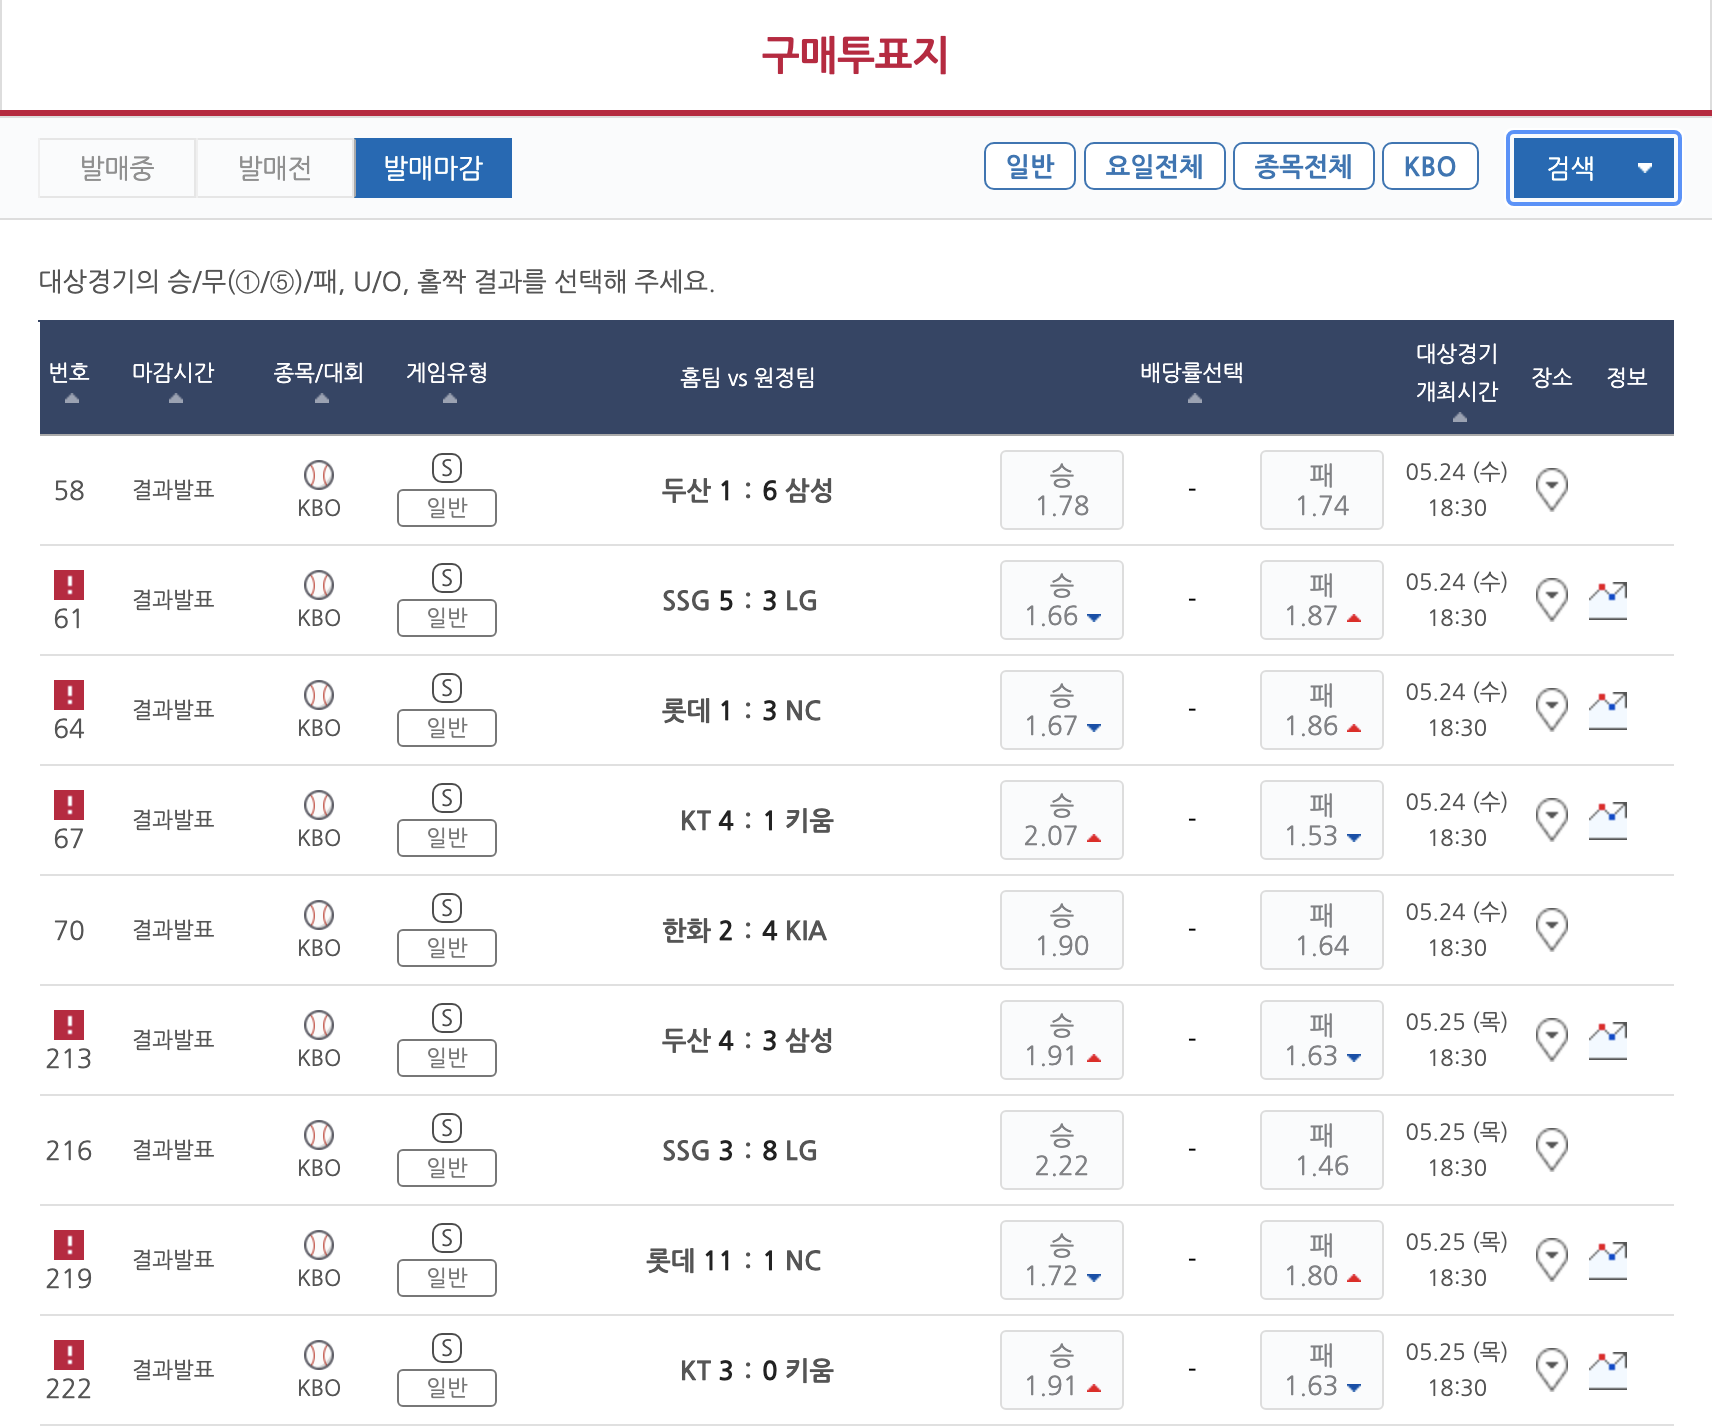 구매투표지
발매중 발매전 발매마감 일반 요일전체 종목전체 KBO 검색
대상경기의 승/무(①/⑤)/패, U/O, 홀짝 결과를 선택해 주세요.
번호 마감시간 종목/대회 게임유형 홈팀 vs 원정팀 배당률선택 대상경기 개최시간 장소 정보
58 결과발표 KBO S 일반 두산 1 : 6 삼성 승 1.78 - 패 1.74 05.24 (수) 18:30
! 61 결과발표 KBO S 일반 SSG 5 : 3 LG 승 1.66 - 패 1.87 05.24 (수) 18:30
! 64 결과발표 KBO S 일반 롯데 1 : 3 NC 승 1.67 - 패 1.86 05.24 (수) 18:30
! 67 결과발표 KBO S 일반 KT 4 : 1 키움 승 2.07 - 패 1.53 05.24 (수) 18:30
70 결과발표 KBO S 일반 한화 2 : 4 KIA 승 1.90 - 패 1.64 05.24 (수) 18:30
! 213 결과발표 KBO S 일반 두산 4 : 3 삼성 승 1.91 - 패 1.63 05.25 (목) 18:30
216 결과발표 KBO S 일반 SSG 3 : 8 LG 승 2.22 - 패 1.46 05.25 (목) 18:30
! 219 결과발표 KBO S 일반 롯데 11 : 1 NC 승 1.72 - 패 1.80 05.25 (목) 18:30
! 222 결과발표 KBO S 일반 KT 3 : 0 키움 승 1.91 - 패 1.63 05.25 (목) 18:30